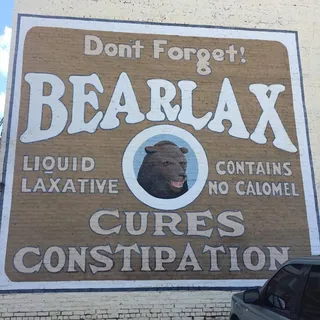 Dont Forget!
BEARLAX
LIQUID LAXATIVE
CONTAINS NO CALOMEL
CURES
CONSTIPATION